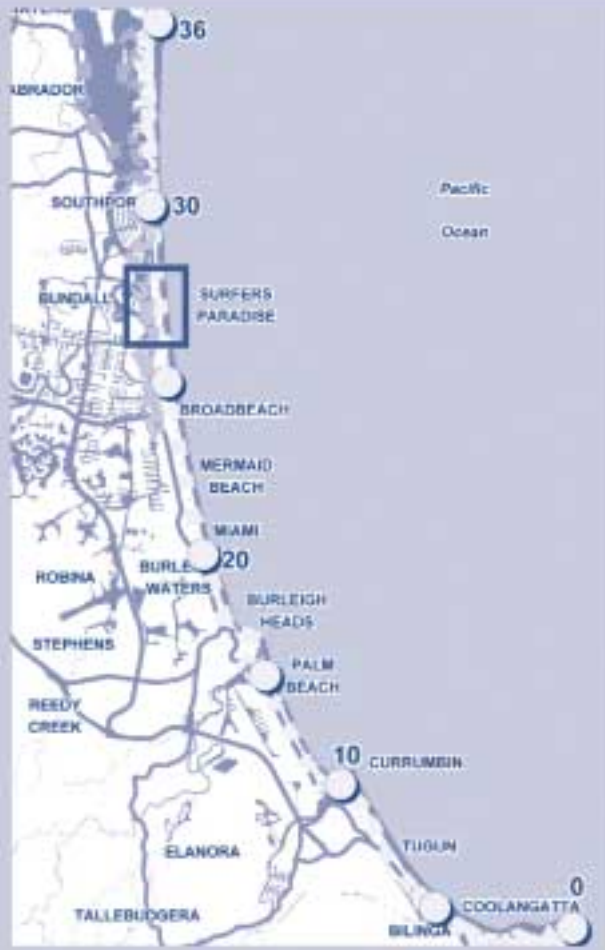 36
ABRADOR
Pacific
SOUTHPOR
30
Ocean
BUNDALL
SURFERS
PARADISE
BROADBEACH
MERMAID
BEACH
MIAMI
20
ROBINA
BURLE
WATERS
BURLEIGH
HEADS
STEPHENS
PALM
BEACH
REEDY
CREEK
10
CURRUMBIN
TUGUN
ELANORA
0
COOLANGATTA
TALLEBUDGERA
BILINGA